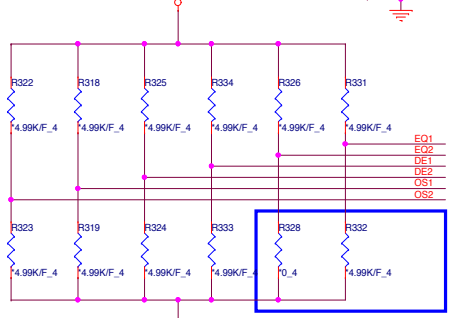 R322 R318 R325 R334 R326 R331
*4.99K/F_4 *4.99K/F_4 *4.99K/F_4 *4.99K/F_4 *4.99K/F_4 *4.99K/F_4
EQ1
EQ2
DE1
DE2
OS1
OS2
R323 R319 R324 R333 R328 R332
*4.99K/F_4 *4.99K/F_4 *4.99K/F_4 *4.99K/F_4 *0_4 *4.99K/F_4